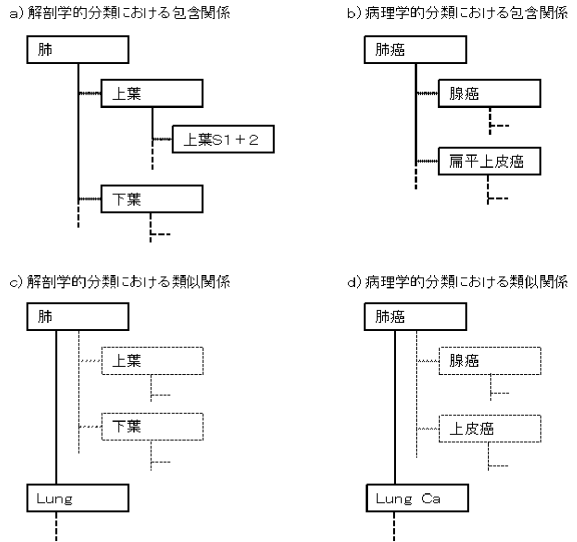 a）解剖学的分類における包含関係
肺
上葉
上葉S1＋2
下葉
b）病理学的分類における包含関係
肺癌
腺癌
扁平上皮癌
c）解剖学的分類における類似関係
肺
上葉
下葉
Lung
d）病理学的分類における類似関係
肺癌
腺癌
上皮癌
Lung Ca